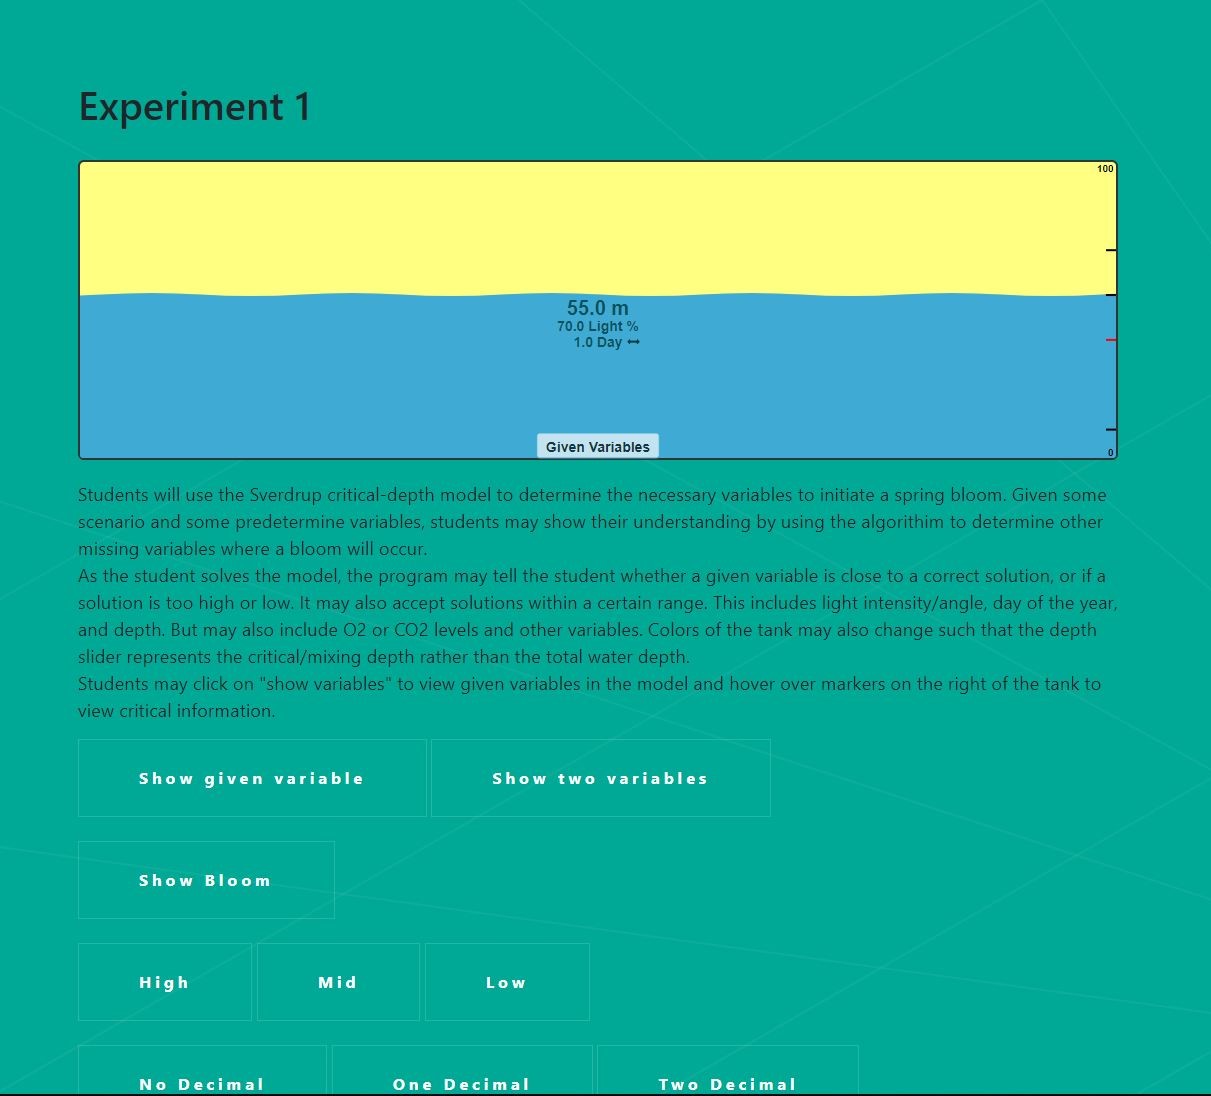 Experiment 1
100
55.0 m
70.0 Light %
1.0 Day ↔
Given Variables
0
Students will use the Sverdrup critical-depth model to determine the necessary variables to initiate a spring bloom. Given some
scenario and some predetermine variables, students may show their understanding by using the algorithim to determine other
missing variables where a bloom will occur.
As the student solves the model, the program may tell the student whether a given variable is close to a correct solution, or if a
solution is too high or low. It may also accept solutions within a certain range. This includes light intensity/angle, day of the year,
and depth. But may also include O2 or CO2 levels and other variables. Colors of the tank may also change such that the depth
slider represents the critical/mixing depth rather than the total water depth.
Students may click on "show variables" to view given variables in the model and hover over markers on the right of the tank to
view critical information.
Show given variable Show two variables
Show Bloom
High Mid Low
No Decimal One Decimal Two Decimal